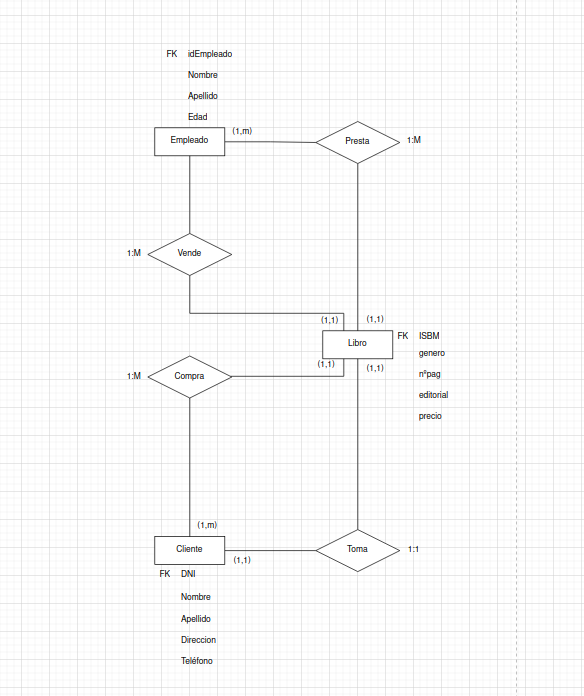 FK idEmpleado
Nombre
Apellido
Edad
Empleado
(1,m)
Presta
1:M
1:M
Vende
(1,1)
(1,1)
Libro
FK ISBM
genero
nºpag
editorial
precio
(1,1)
(1,1)
1:M
Compra
(1,m)
Cliente
(1,1)
Toma
1:1
FK DNI
Nombre
Apellido
Direccion
Teléfono